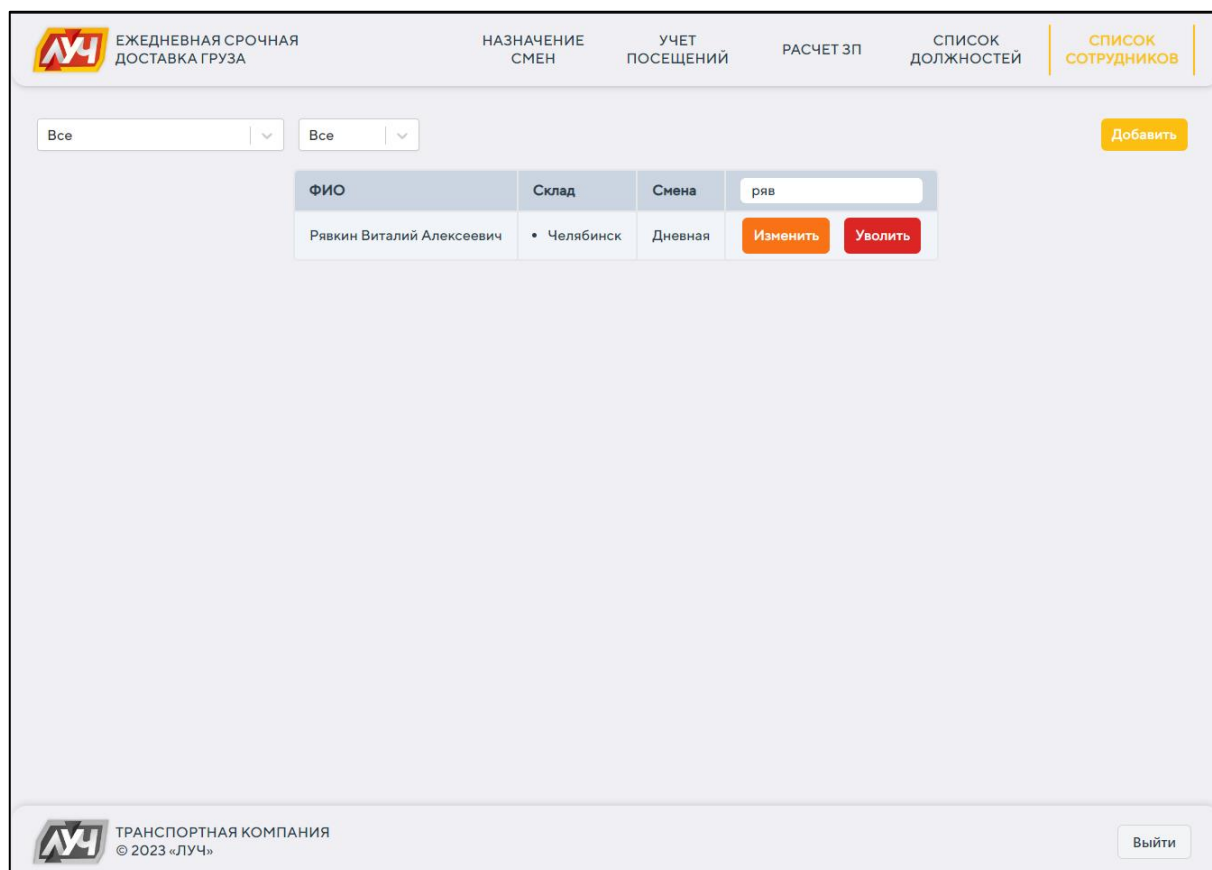 ЛУЧ
ЕЖЕДНЕВНАЯ СРОЧНАЯ
ДОСТАВКА ГРУЗА
НАЗНАЧЕНИЕ
СМЕН
УЧЕТ
ПОСЕЩЕНИЙ
РАСЧЕТ ЗП
СПИСОК
ДОЛЖНОСТЕЙ
СПИСОК
СОТРУДНИКОВ
Все
Все
Добавить
ФИО
Склад
Смена
ряв
Рявкин Виталий Алексеевич
• Челябинск
Дневная
Изменить
Уволить
ЛУЧ
ТРАНСПОРТНАЯ КОМПАНИЯ
© 2023 «ЛУЧ»
Выйти